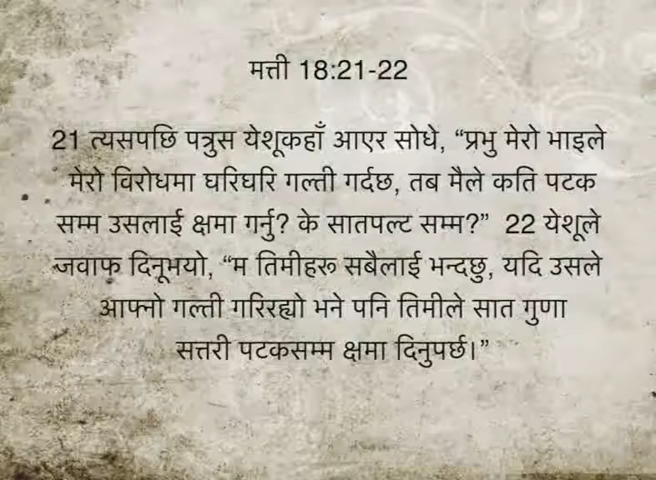 मत्ती 18:21-22
21 त्यसपछि पत्रुस येशूकहाँ आएर सोधे, “प्रभु मेरो भाइले
मेरो विरोधमा घरिघरि गल्ती गर्दछ, तब मैले कति पटक
सम्म उसलाई क्षमा गर्नु? के सातपल्ट सम्म?” 22 येशूले
जवाफ दिनूभयो, “म तिमीहरू सबैलाई भन्दछु, यदि उसले
आफ्नो गल्ती गरिरह्यो भने पनि तिमीले सात गुणा
सत्तरी पटकसम्म क्षमा दिनुपर्छ।”